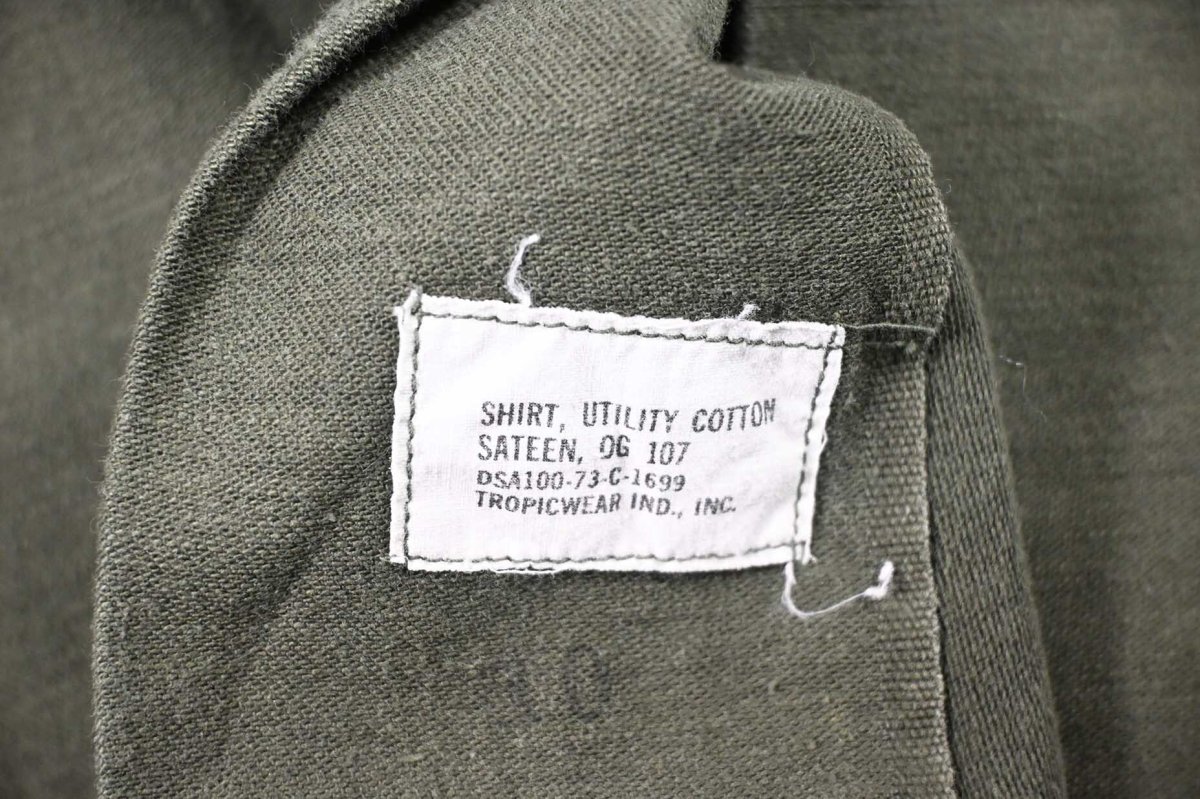 SHIRT, UTILITY COTTON
SATEEN, OG 107
DSA100-73-C-1699
TROPICWEAR IND., INC.